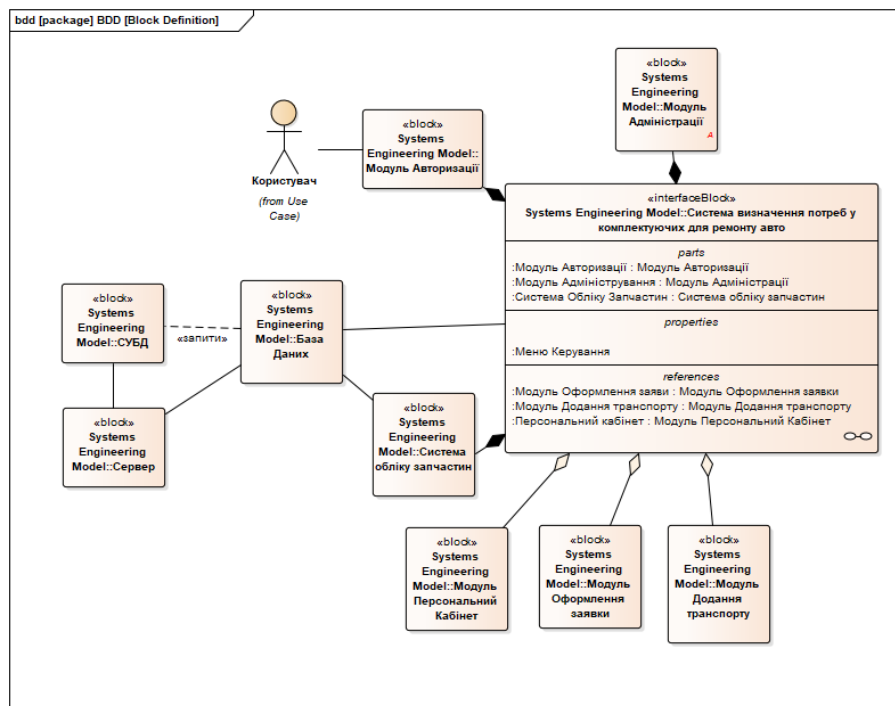 bdd [package] BDD [Block Definition]
«block»
Systems
Engineering
Model::Модуль
Адміністрації
д
«block»
Systems
Engineering Model::
Модуль Авторизації
Користувач
(from Use
Case)
«interfaceBlock»
Systems Engineering Model::Система визначення потреб у
комплектуючих для ремонту авто
parts
:Модуль Авторизації : Модуль Авторизації
:Модуль Адміністрування : Модуль Адміністрації
:Система Обліку Запчастин : Система обліку запчастин
properties
:Меню Керування
references
:Модуль Оформлення заяви : Модуль Оформлення заявки
:Модуль Додання транспорту : Модуль Додання транспорту
:Персональний кабінет : Модуль Персональний Кабінет
«block»
Systems
Engineering
Model::СУБД
«запити»
«block»
Systems
Engineering
Model::База
Даних
«block»
Systems
Engineering
Model::Сервер
«block»
Systems
Engineering
Model::Система
обліку запчастин
«block»
Systems
Engineering
Model::Модуль
Персональний
Кабінет
«block»
Systems
Engineering
Model::Модуль
Оформлення
заявки
«block»
Systems
Engineering
Model::Модуль
Додання
транспорту